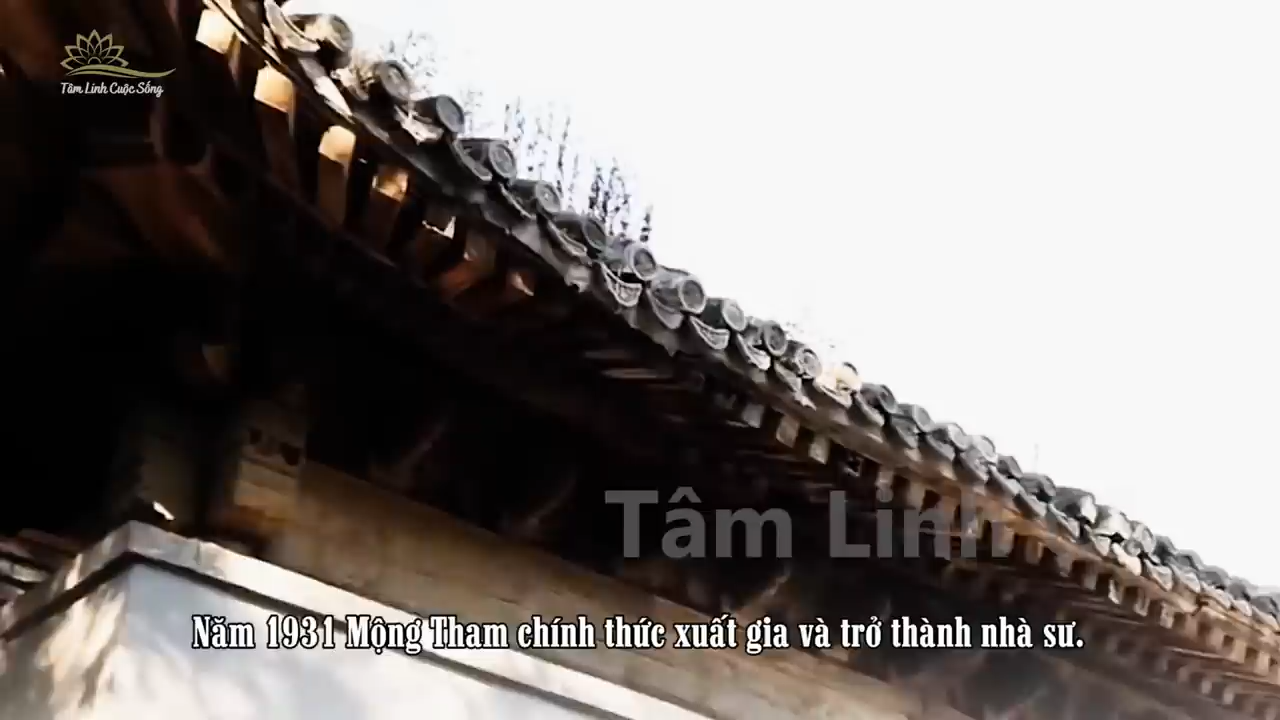 Tâm Linh Cuộc Sống
Tâm Linh
Năm 1931 Mộng Tham chính thức xuất gia và trở thành nhà sư.